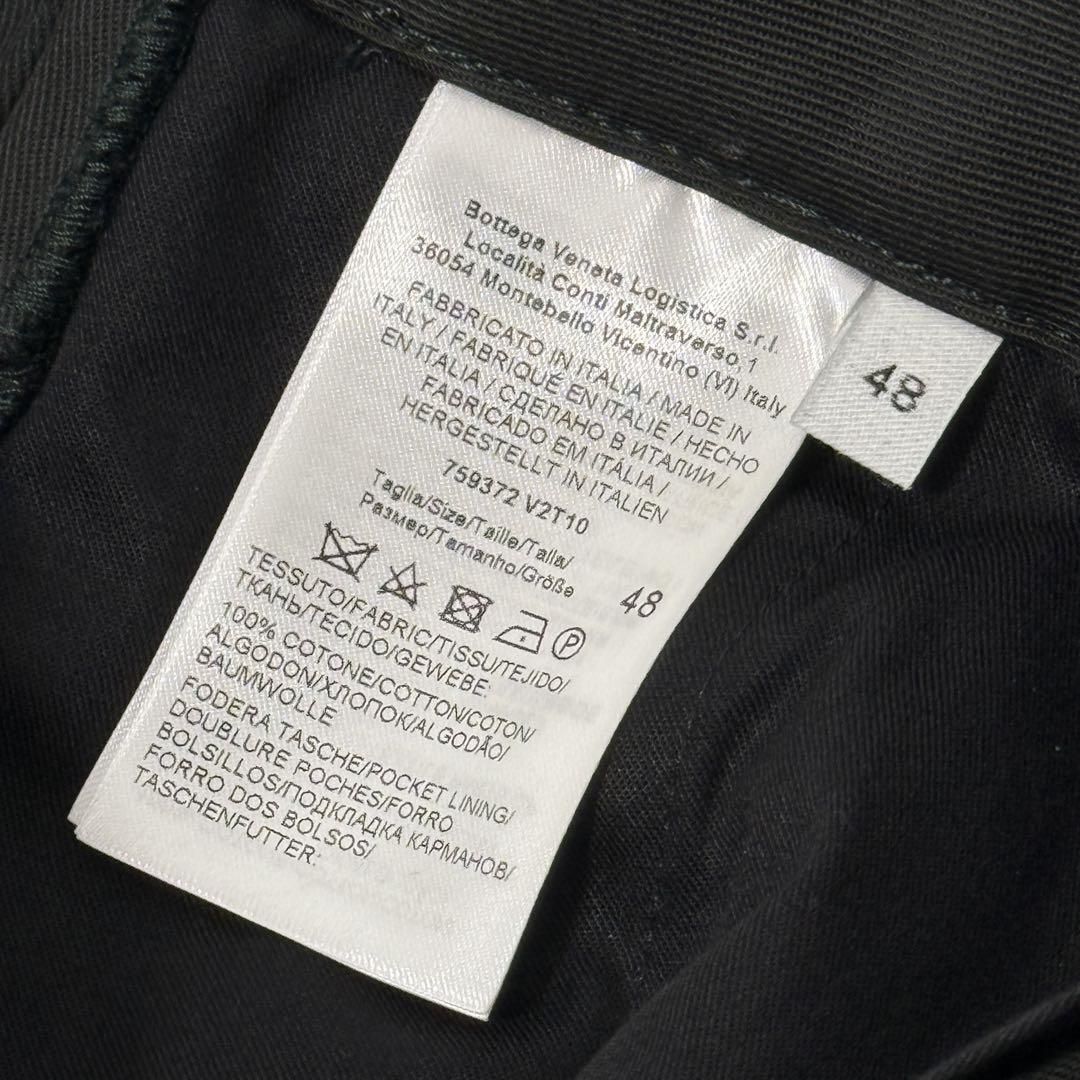 Bottega Veneta Logistica S.r.l.
Località Conti Maltraverso,1
36054 Montebello Vicentino (VI) Italy
FABBRICATO IN ITALIA / MADE IN
ITALY / FABRIQUÉ EN ITALIE / HECHO
EN ITALIA / СДЕЛАНО В ИТАЛИИ /
FABRICADO EM ITALIA /
HERGESTELLT IN ITALIEN
759372 V2T10
Taglia/Size/Taille/Talla/
Размер/Tamanho/Größe
48
P
TESSUTO/FABRIC/TISSU/TEJIDO/
ТКАНЬ/TECIDO/GEWEBE:
100% COTONE/COTTON/COTON/
ALGODON/ХЛОПОК/ALGODÃO/
BAUMWOLLE
FODERA TASCHE/POCKET LINING/
DOUBLURE POCHES/FORRO
BOLSILLOS/ПОДКЛАДКА КАРМАНОВ/
FORRO DOS BOLSOS/
TASCHENFUTTER:
48